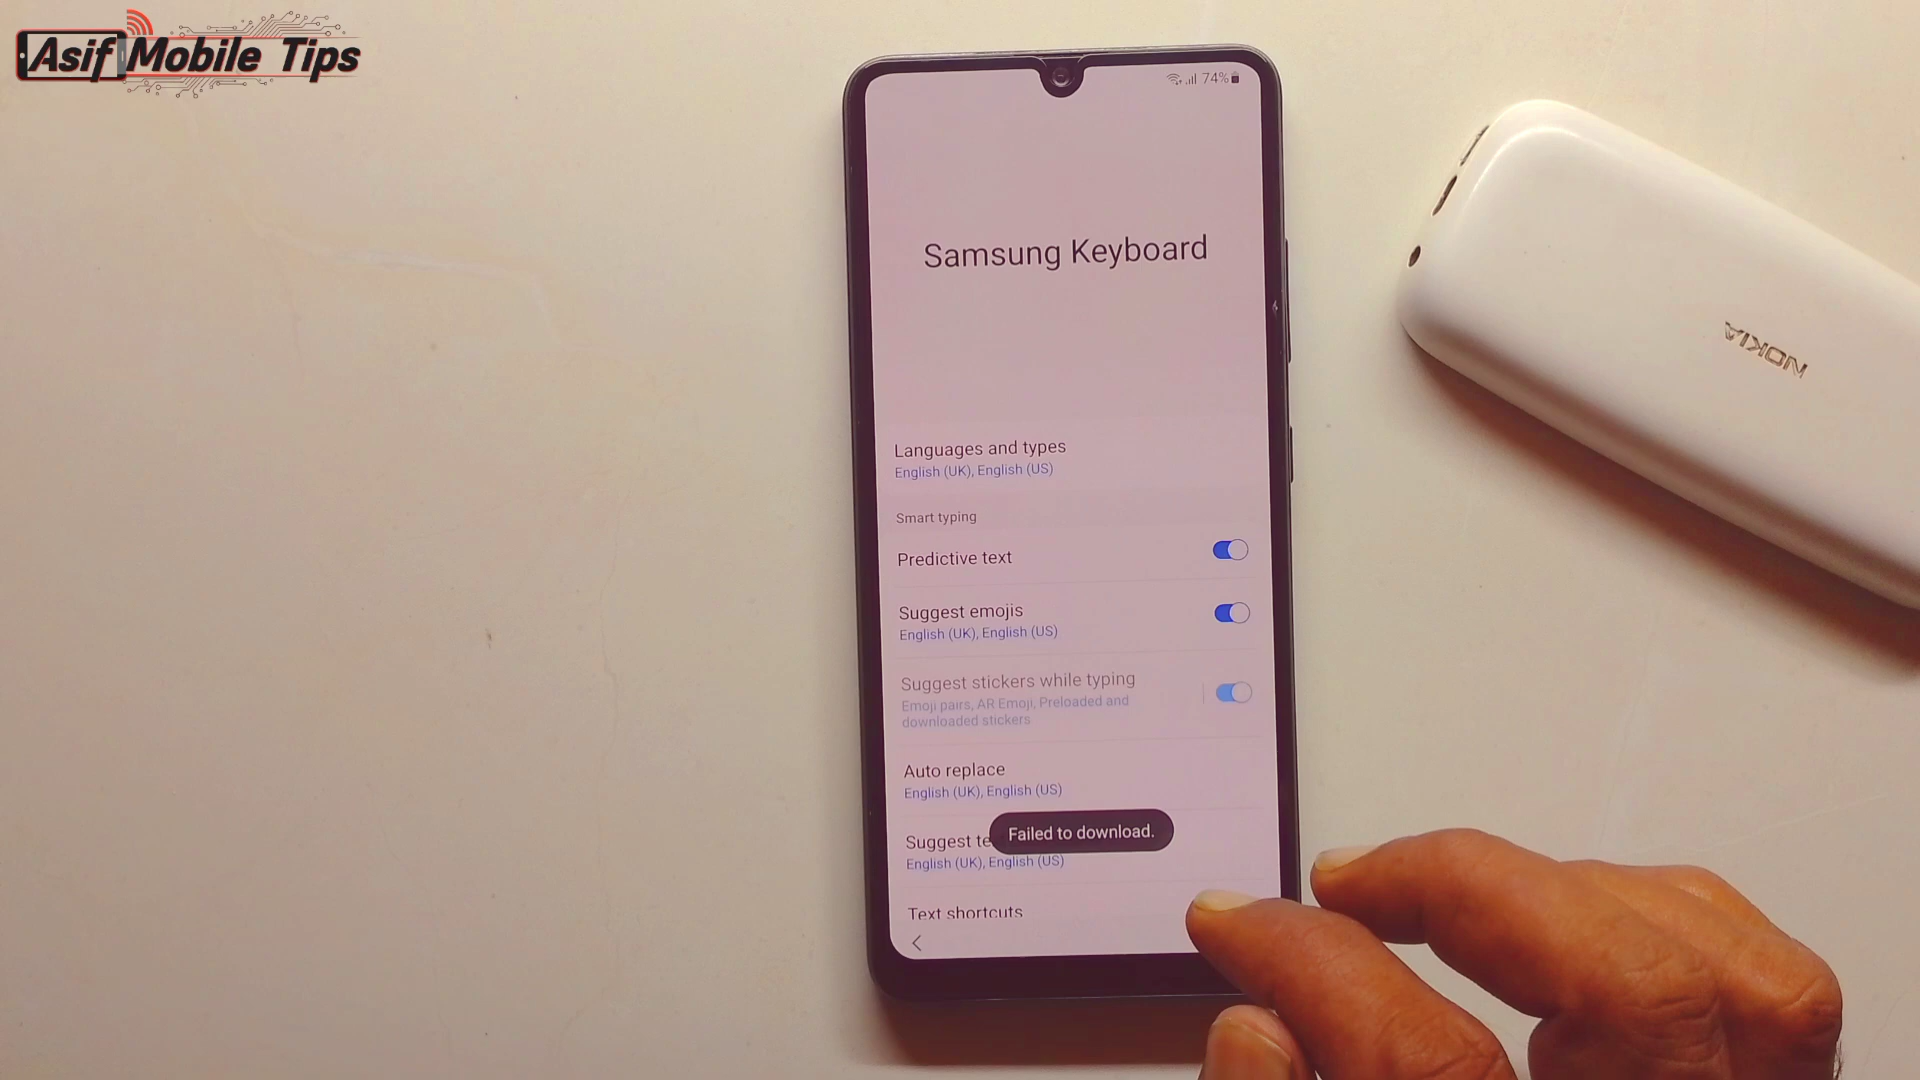 Asif Mobile Tips
74%
Samsung Keyboard
NOKIA
Languages and types
English (UK), English (US)
Smart typing
Predictive text
Suggest emojis
English (UK), English (US)
Suggest stickers while typing
Emoji pairs, AR Emoji, Preloaded and
downloaded stickers
Auto replace
English (UK), English (US)
Failed to download.
Suggest te
English (UK), English (US)
Text shortcuts